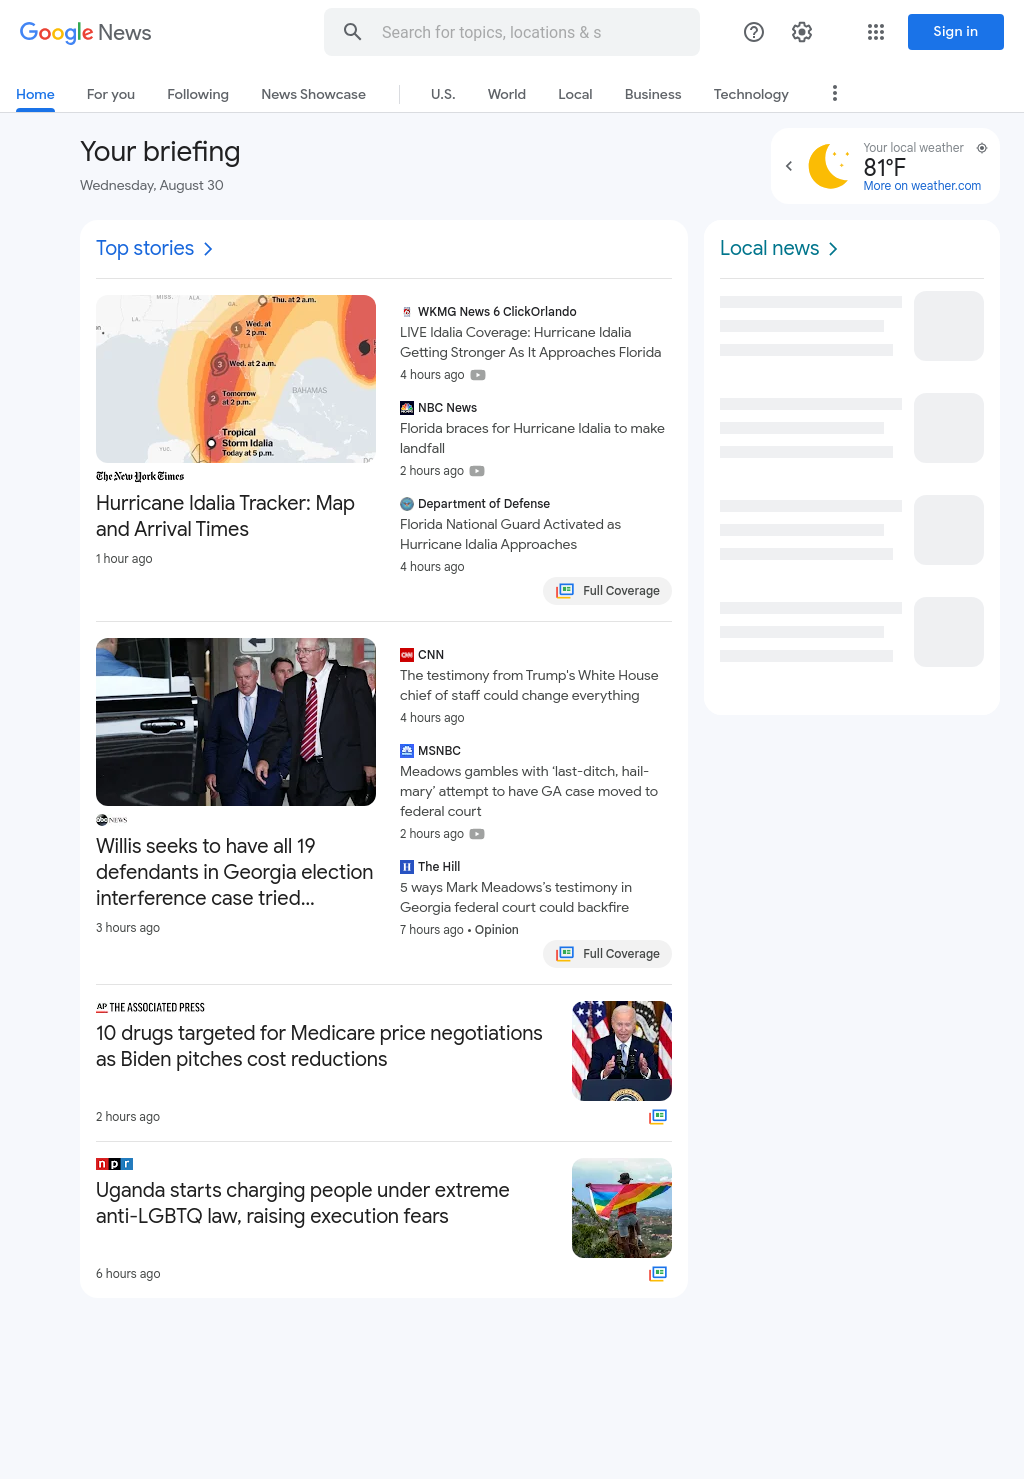 Google News
Search for topics, locations & s
Sign in
Home
For you
Following
News Showcase
U.S.
World
Local
Business
Technology
Your briefing
Wednesday, August 30
Your local weather
81°F
More on weather.com
Top stories
Local news
MISS.
ALA.
GA.
LA.
FLA.
BAHAMAS
YUC.
Thu. at 2 a.m.
1
Wed. at
2 p.m.
3
Wed. at 2 a.m.
2
Tomorrow
at 2 p.m.
Tropical
Storm Idalia
Today at 5 p.m.
The New York Times
Hurricane Idalia Tracker: Map
and Arrival Times
1 hour ago
WKMG News 6 ClickOrlando
LIVE Idalia Coverage: Hurricane Idalia
Getting Stronger As It Approaches Florida
4 hours ago
NBC News
Florida braces for Hurricane Idalia to make
landfall
2 hours ago
Department of Defense
Florida National Guard Activated as
Hurricane Idalia Approaches
4 hours ago
Full Coverage
abc NEWS
Willis seeks to have all 19
defendants in Georgia election
interference case tried...
3 hours ago
CNN
CNN
The testimony from Trump's White House
chief of staff could change everything
4 hours ago
MSNBC
Meadows gambles with ‘last-ditch, hail-
mary’ attempt to have GA case moved to
federal court
2 hours ago
H The Hill
5 ways Mark Meadows’s testimony in
Georgia federal court could backfire
7 hours ago • Opinion
Full Coverage
AP THE ASSOCIATED PRESS
10 drugs targeted for Medicare price negotiations
as Biden pitches cost reductions
2 hours ago
npr
Uganda starts charging people under extreme
anti-LGBTQ law, raising execution fears
6 hours ago